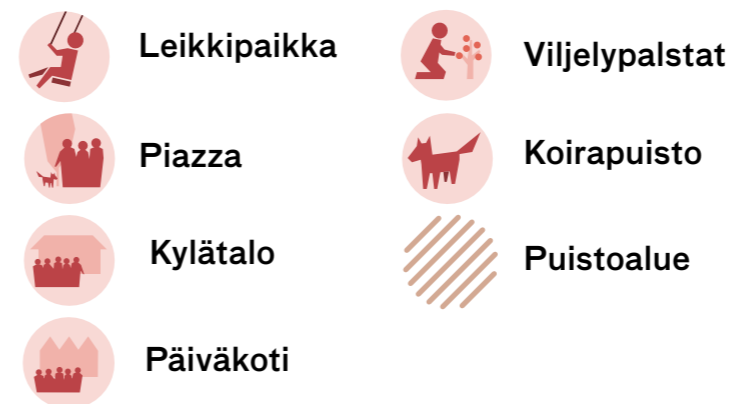 Leikkipaikka
Piazza
Kylätalo
Päiväkoti
Viljelypalstat
Koirapuisto
Puistoalue